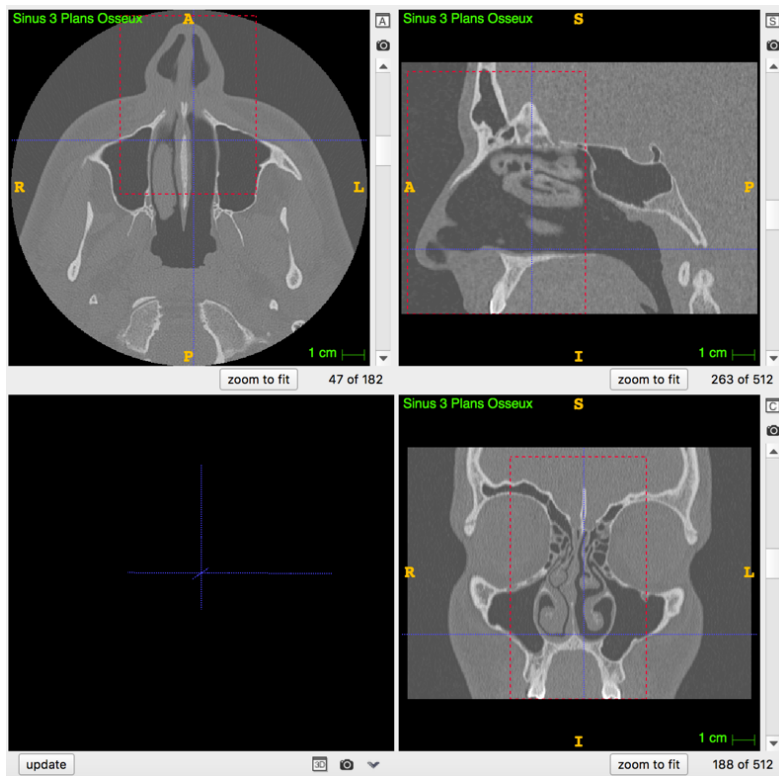 Sinus 3 Plans Osseux
A
A
R
L
P
1 cm
zoom to fit
47 of 182
Sinus 3 Plans Osseux
S
S
A
P
I
1 cm
zoom to fit
263 of 512
update
3D
Sinus 3 Plans Osseux
S
C
R
L
I
1 cm
zoom to fit
188 of 512